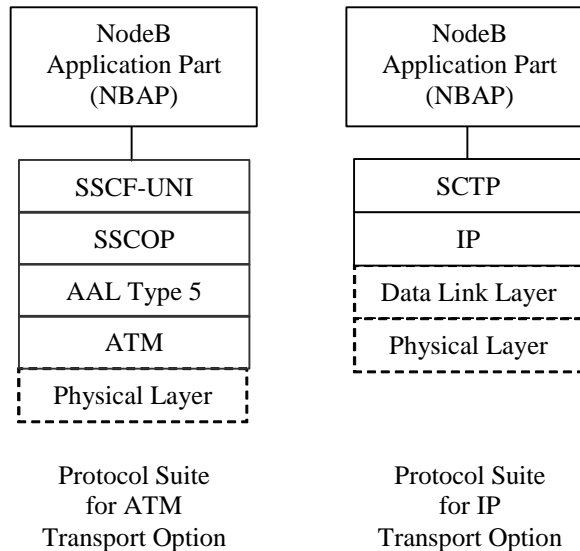 NodeB
Application Part
(NBAP)
SSCF-UNI
SSCOP
AAL Type 5
ATM
Physical Layer
Protocol Suite
for ATM
Transport Option
NodeB
Application Part
(NBAP)
SCTP
IP
Data Link Layer
Physical Layer
Protocol Suite
for IP
Transport Option